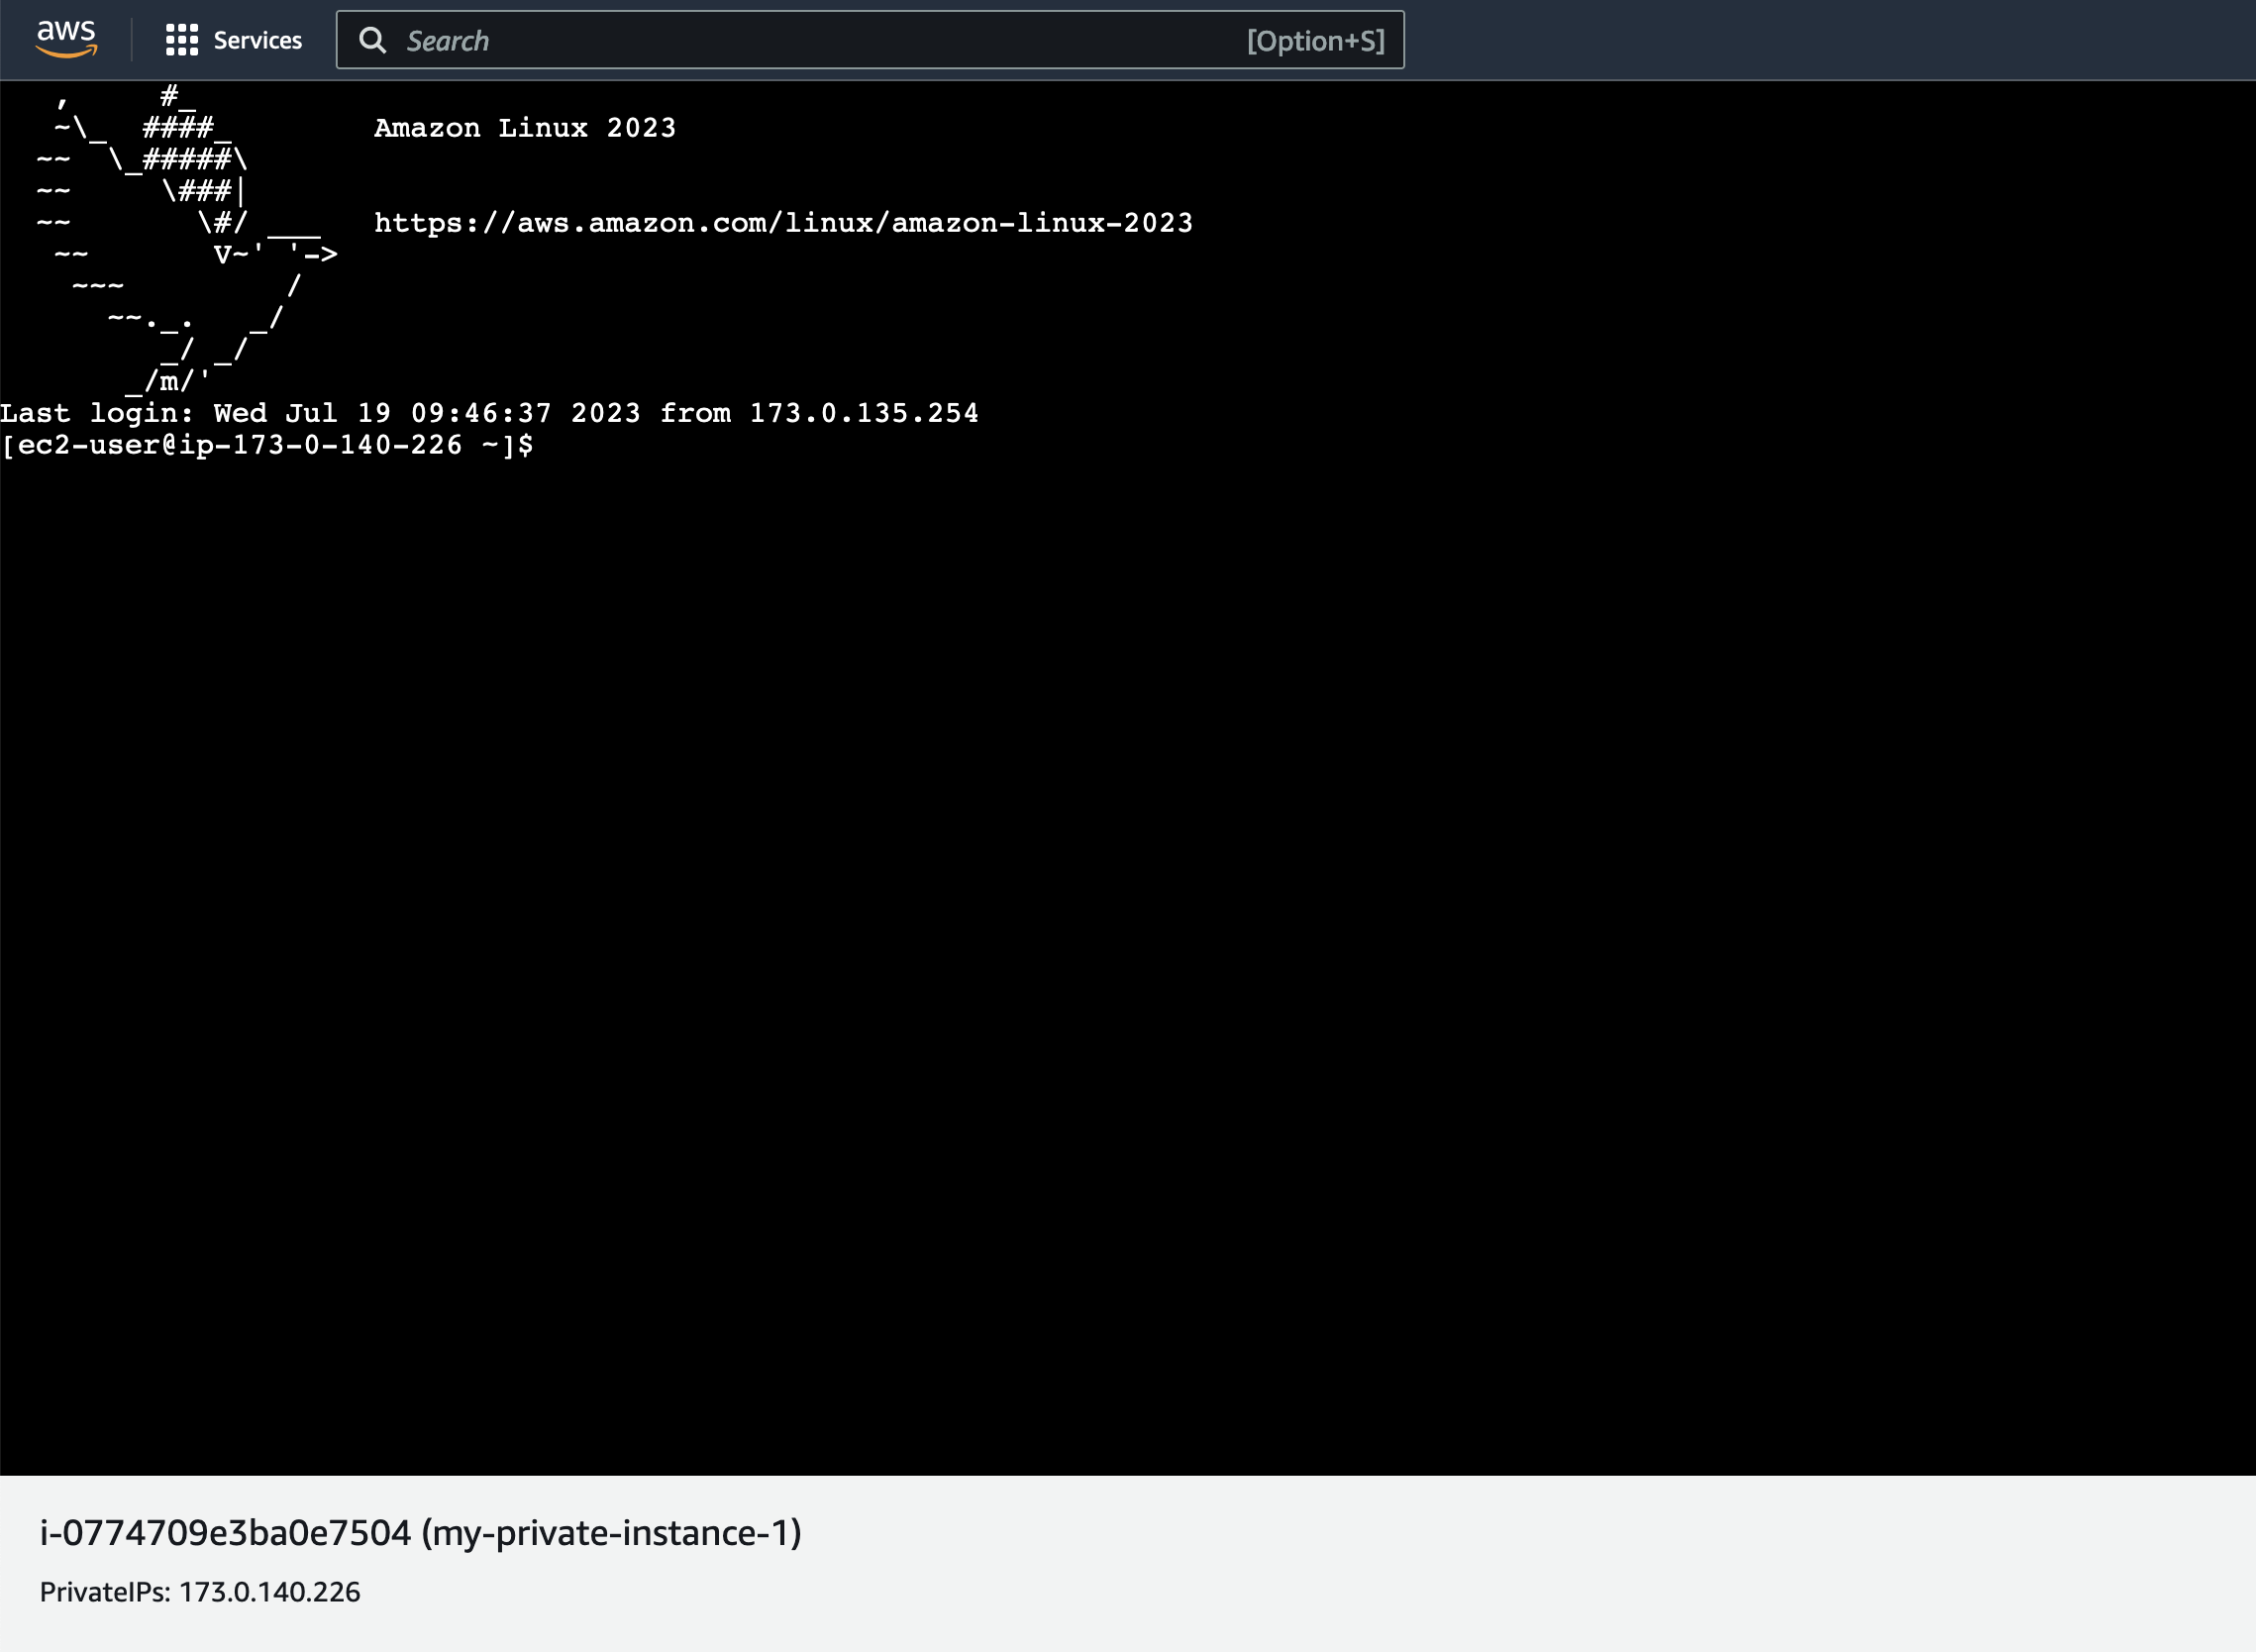 aws Services Search [Option+S]
   ,     #_
   ~\_  ####_        Amazon Linux 2023
  ~~  \_#####\
  ~~     \###|
  ~~       \#/ ___   https://aws.amazon.com/linux/amazon-linux-2023
   ~~       V~' '->
    ~~~         /
      ~~._.   _/
         _/ _/
       _/m/'
Last login: Wed Jul 19 09:46:37 2023 from 173.0.135.254
[ec2-user@ip-173-0-140-226 ~]$
i-0774709e3ba0e7504 (my-private-instance-1)
PrivateIPs: 173.0.140.226